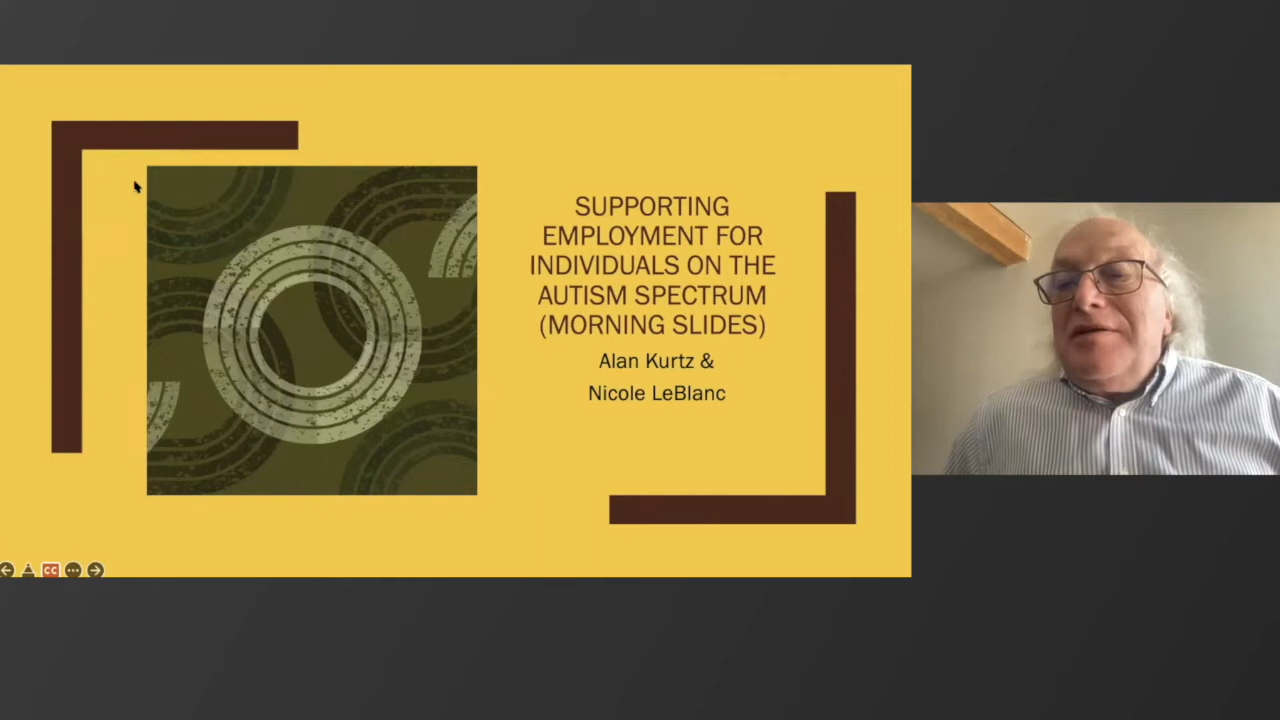 SUPPORTING
EMPLOYMENT FOR
INDIVIDUALS ON THE
AUTISM SPECTRUM
(MORNING SLIDES)
Alan Kurtz &
Nicole LeBlanc
CC